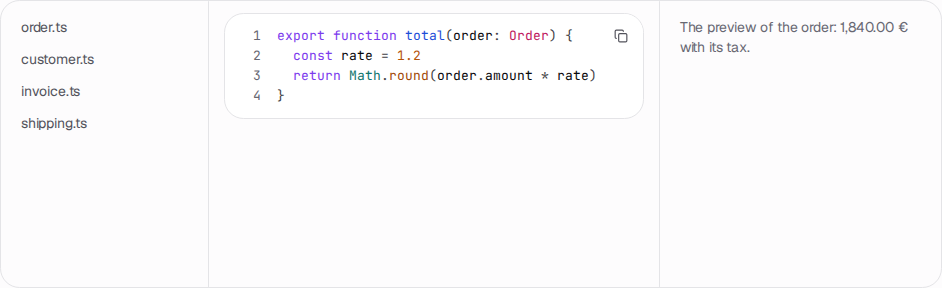 order.ts
customer.ts
invoice.ts
shipping.ts
1 export function total(order: Order) {
2   const rate = 1.2
3   return Math.round(order.amount * rate)
4 }
The preview of the order: 1,840.00 €
with its tax.